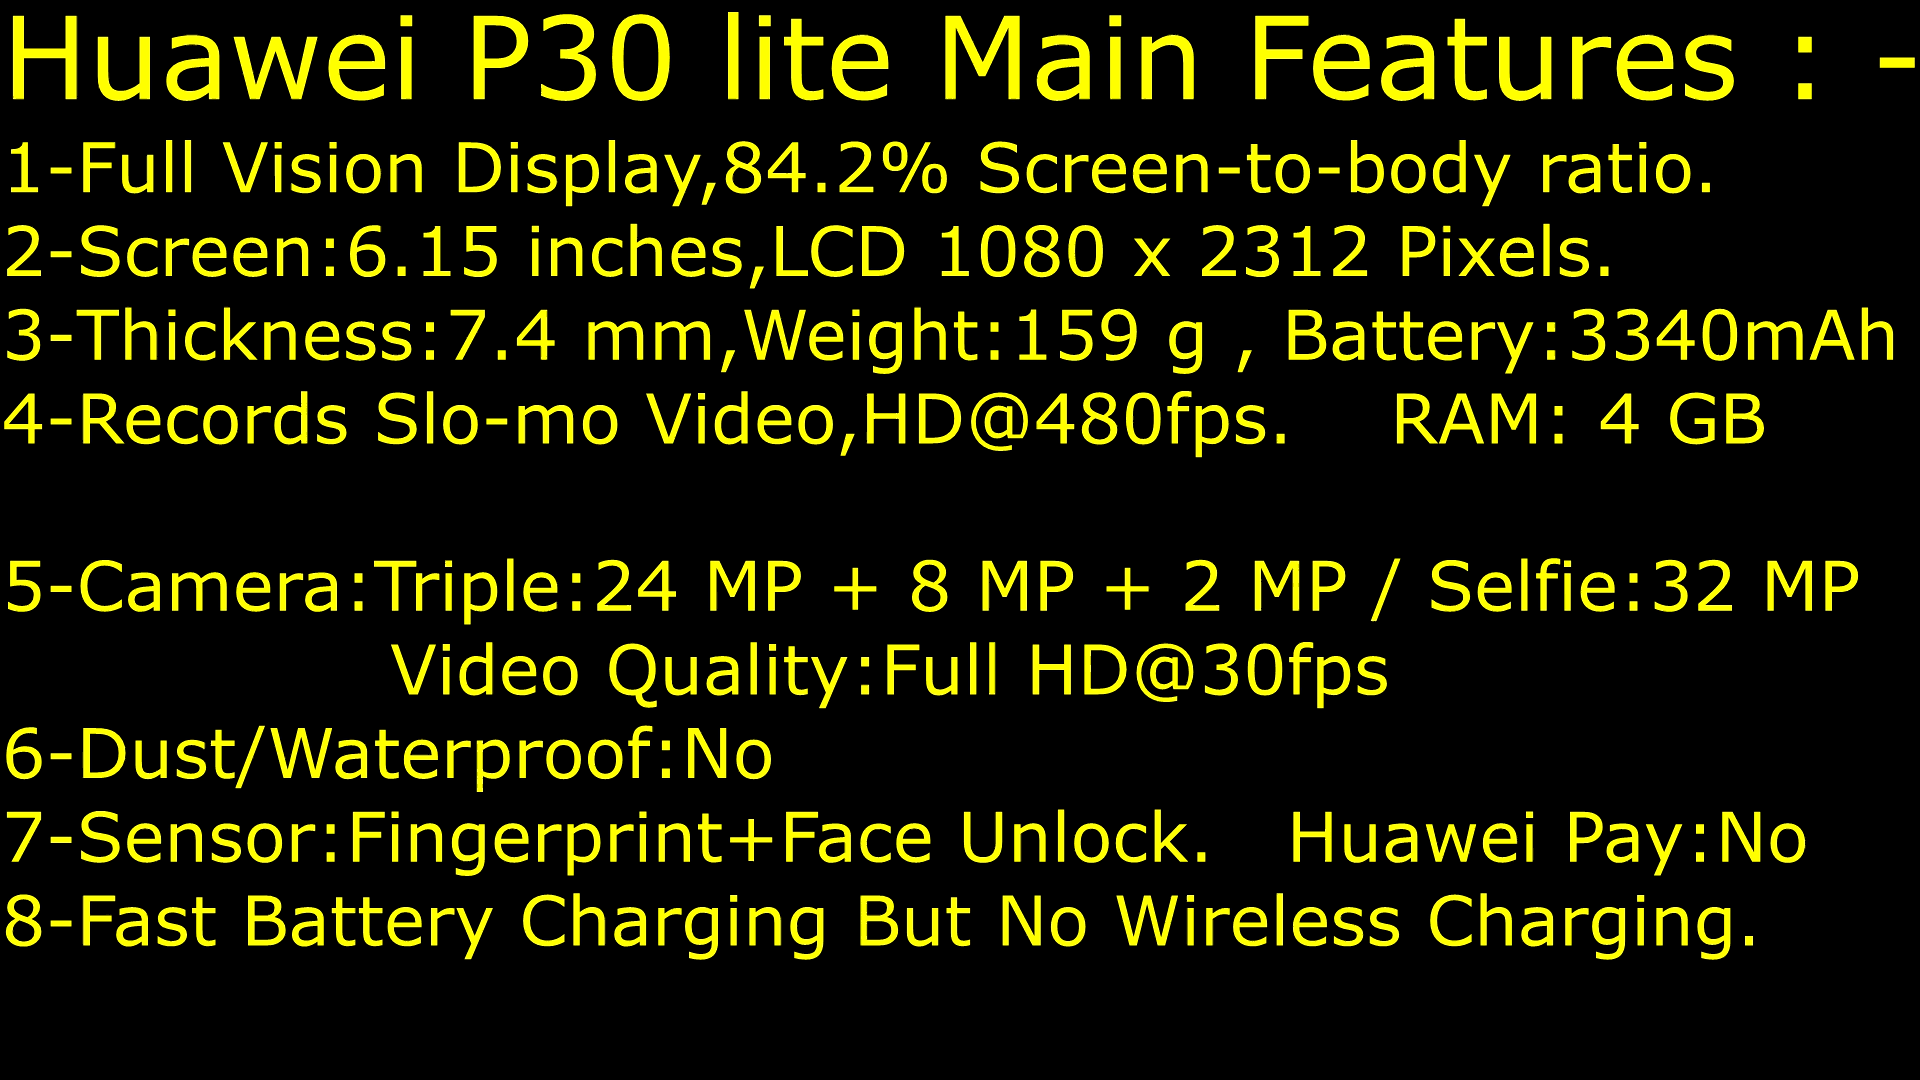 Huawei P30 lite Main Features : -
1-Full Vision Display,84.2% Screen-to-body ratio.
2-Screen:6.15 inches,LCD 1080 x 2312 Pixels.
3-Thickness:7.4 mm,Weight:159 g , Battery:3340mAh
4-Records Slo-mo Video,HD@480fps. RAM: 4 GB
5-Camera:Triple:24 MP + 8 MP + 2 MP / Selfie:32 MP
Video Quality:Full HD@30fps
6-Dust/Waterproof:No
7-Sensor:Fingerprint+Face Unlock. Huawei Pay:No
8-Fast Battery Charging But No Wireless Charging.